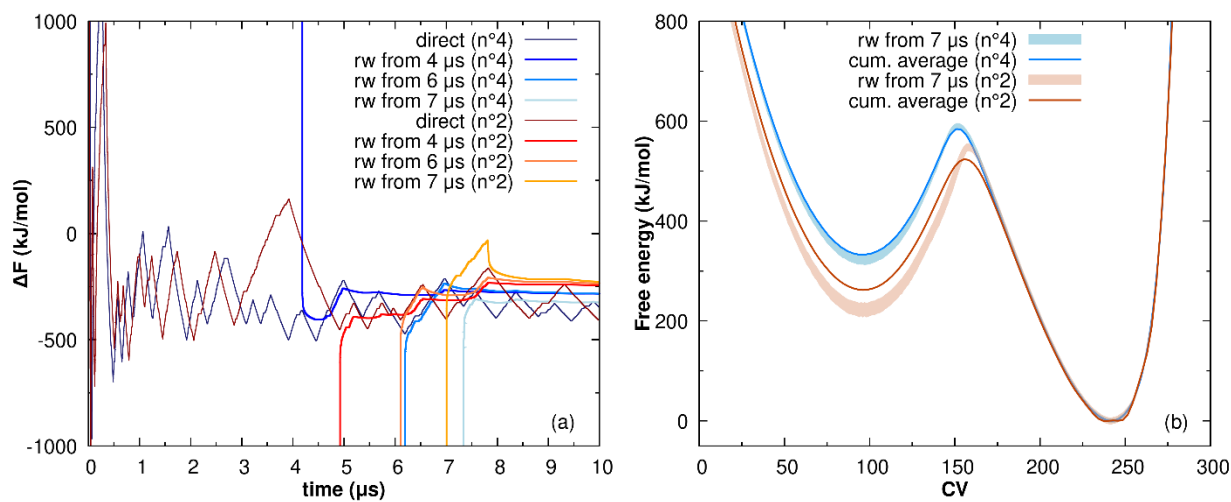 1000
500
0
-500
-1000
ΔF (kJ/mol)
direct (n°4)
rw from 4 µs (n°4)
rw from 6 µs (n°4)
rw from 7 µs (n°4)
direct (n°2)
rw from 4 µs (n°2)
rw from 6 µs (n°2)
rw from 7 µs (n°2)
(a)
0 1 2 3 4 5 6 7 8 9 10
time (µs)
800
600
400
200
0
Free energy (kJ/mol)
rw from 7 µs (n°4)
cum. average (n°4)
rw from 7 µs (n°2)
cum. average (n°2)
(b)
0 50 100 150 200 250 300
CV